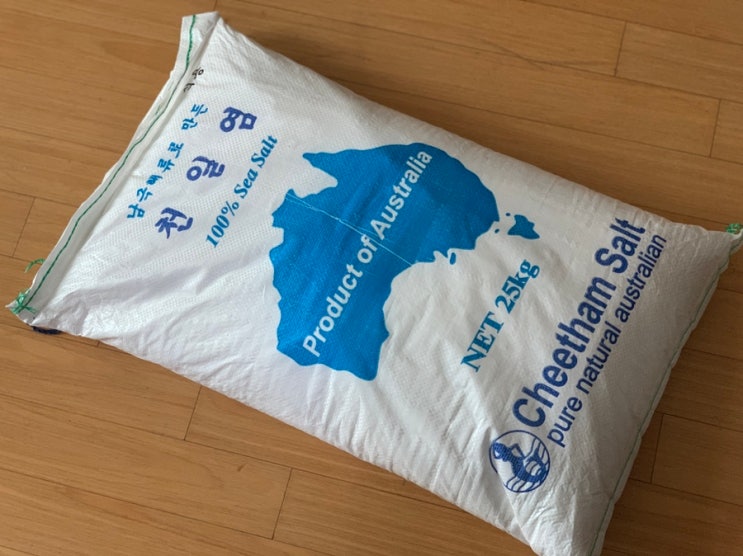 남극해류로 만든
천일염
100% Sea Salt
Product of Australia
NET 25kg
Cheetham Salt
pure natural australian